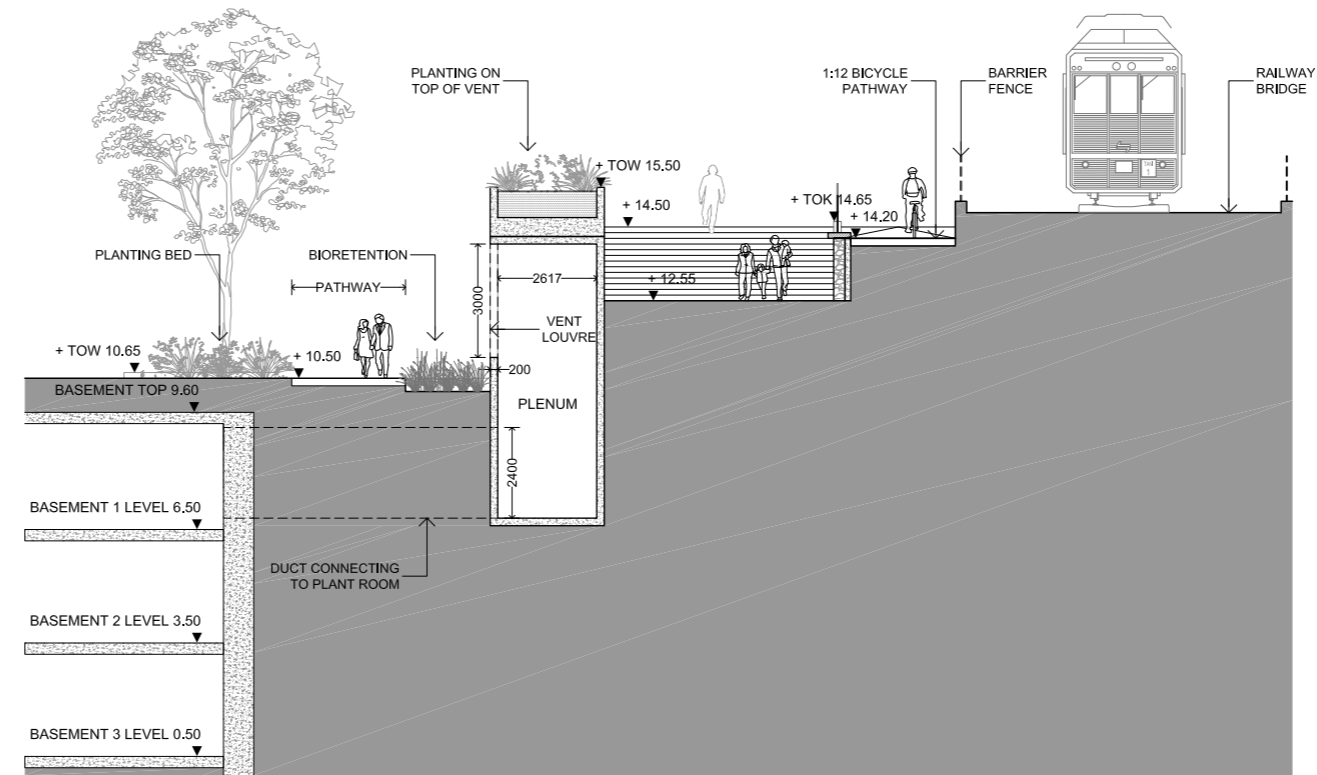 PLANTING ON
TOP OF VENT
1:12 BICYCLE
PATHWAY
BARRIER
FENCE
RAILWAY
BRIDGE
+ TOW 15.50
+ 14.50
+ TOK 14.65
+ 14.20
PLANTING BED
BIORETENTION
PATHWAY
2617
3000
+ 12.55
VENT
LOUVRE
+ TOW 10.65
+ 10.50
200
BASEMENT TOP 9.60
PLENUM
2400
BASEMENT 1 LEVEL 6.50
DUCT CONNECTING
TO PLANT ROOM
BASEMENT 2 LEVEL 3.50
BASEMENT 3 LEVEL 0.50